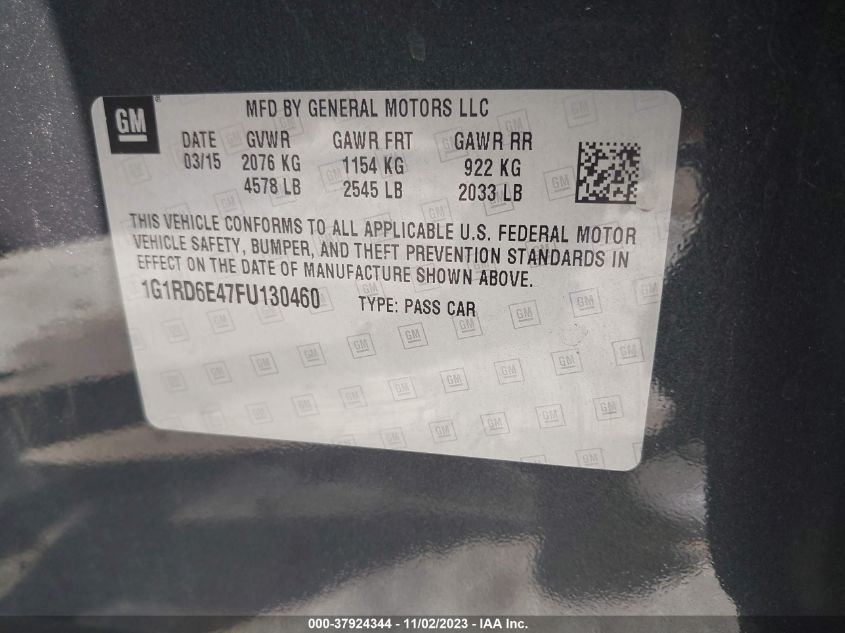 GM
MFD BY GENERAL MOTORS LLC
DATE GVWR GAWR FRT GAWR RR
03/15 2076 KG 1154 KG 922 KG
4578 LB 2545 LB 2033 LB
THIS VEHICLE CONFORMS TO ALL APPLICABLE U.S. FEDERAL MOTOR
VEHICLE SAFETY, BUMPER, AND THEFT PREVENTION STANDARDS IN
EFFECT ON THE DATE OF MANUFACTURE SHOWN ABOVE.
1G1RD6E47FU130460 TYPE: PASS CAR
000-37924344 - 11/02/2023 - IAA Inc.